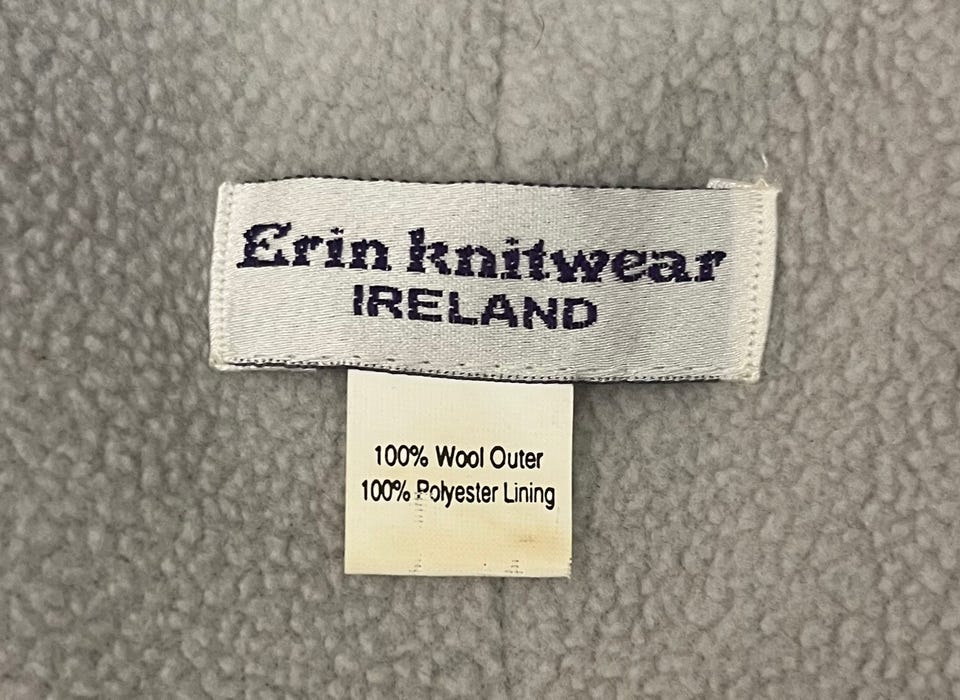 Erin knitwear
IRELAND
100% Wool Outer
100% Polyester Lining